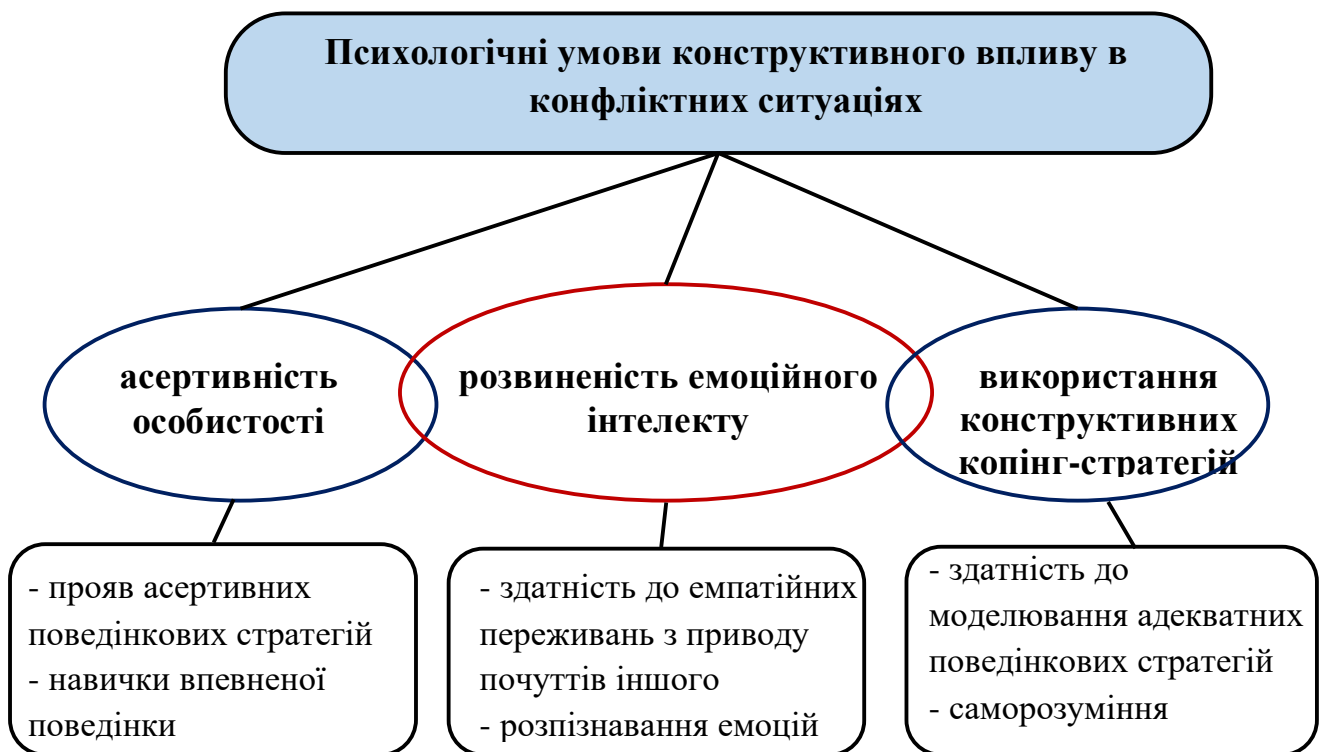 Психологічні умови конструктивного впливу в
конфліктних ситуаціях
асертивність
особистості
розвиненість емоційного
інтелекту
використання
конструктивних
копінг-стратегій
- прояв асертивних
поведінкових стратегій
- навички впевненої
поведінки
- здатність до емпатійних
переживань з приводу
почуттів іншого
- розпізнавання емоцій
- здатність до
моделювання адекватних
поведінкових стратегій
- саморозуміння